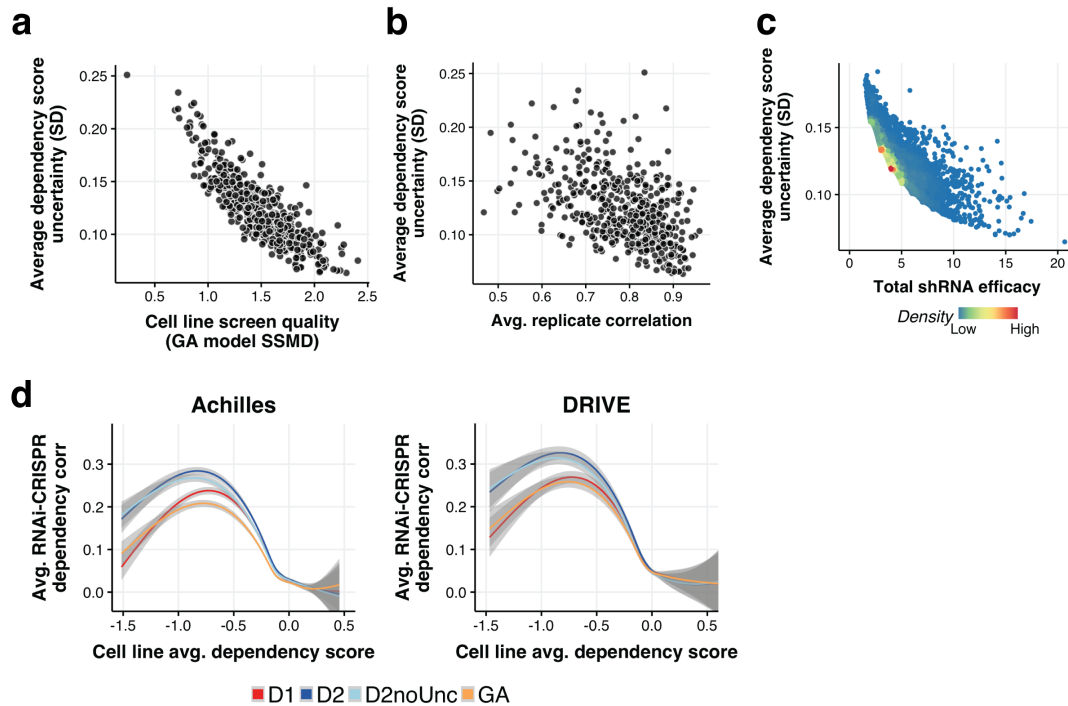 a
Average dependency score
uncertainty (SD)
0.25
0.20
0.15
0.10
0.5 1.0 1.5 2.0 2.5
Cell line screen quality
(GA model SSMD)
b
Average dependency score
uncertainty (SD)
0.25
0.20
0.15
0.10
0.5 0.6 0.7 0.8 0.9
Avg. replicate correlation
c
Average dependency score
uncertainty (SD)
0.15
0.10
0 5 10 15 20
Total shRNA efficacy
Density
Low High
d
Achilles
Avg. RNAi-CRISPR
dependency corr
0.3
0.2
0.1
0.0
-1.5 -1.0 -0.5 0.0 0.5
Cell line avg. dependency score
DRIVE
Avg. RNAi-CRISPR
dependency corr
0.3
0.2
0.1
0.0
-1.5 -1.0 -0.5 0.0 0.5
Cell line avg. dependency score
D1 D2 D2noUnc GA